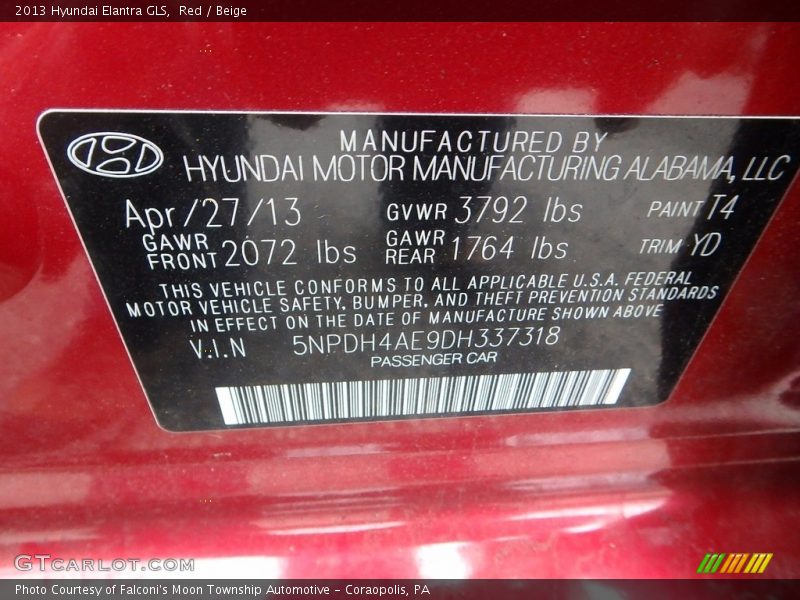 2013 Hyundai Elantra GLS, Red / Beige
MANUFACTURED BY
HYUNDAI MOTOR MANUFACTURING ALABAMA, LLC
Apr/27/13 GVWR 3792 lbs PAINT T4
GAWR FRONT 2072 lbs GAWR REAR 1764 lbs TRIM YD
THIS VEHICLE CONFORMS TO ALL APPLICABLE U.S.A. FEDERAL
MOTOR VEHICLE SAFETY, BUMPER, AND THEFT PREVENTION STANDARDS
IN EFFECT ON THE DATE OF MANUFACTURE SHOWN ABOVE
V.I.N 5NPDH4AE9DH337318
PASSENGER CAR
GTCARLOT.COM
Photo Courtesy of Falconi's Moon Township Automotive - Coraopolis, PA